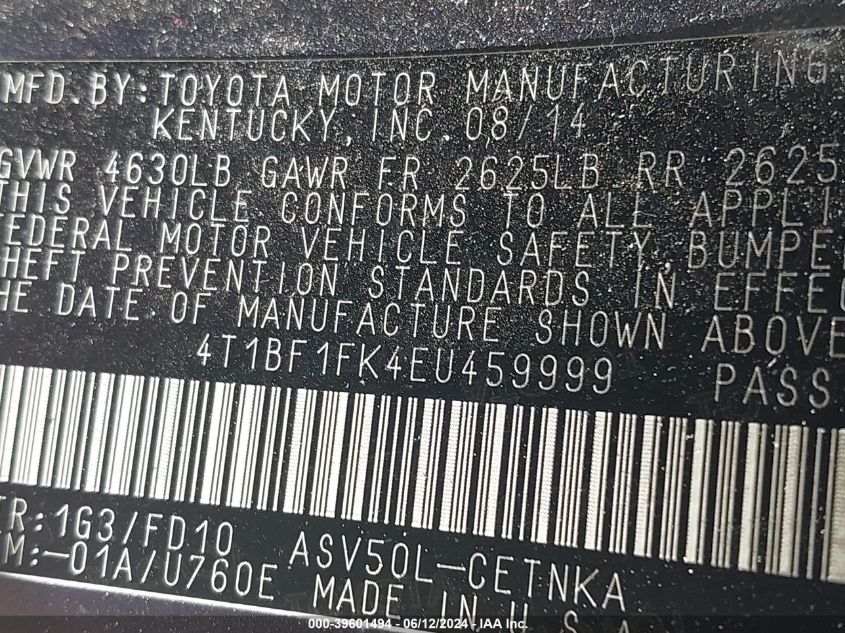 MFD.BY:TOYOTA MOTOR MANUFACTURING
KENTUCKY, INC. 08/14
GVWR 4630LB GAWR FR 2625LB RR 2625
THIS VEHICLE CONFORMS TO ALL APPLI
EDERAL MOTOR VEHICLE SAFETY, BUMPE
HEFT PREVENTION STANDARDS IN EFFEC
HE DATE OF MANUFACTURE SHOWN ABOVE
4T1BF1FK4EU459999 PASS
TR:1G3/FD10 ASV50L-CETNKA
M:-01A/U760E MADE IN U.S.A
000-39601494 - 06/12/2024 - IAA Inc.